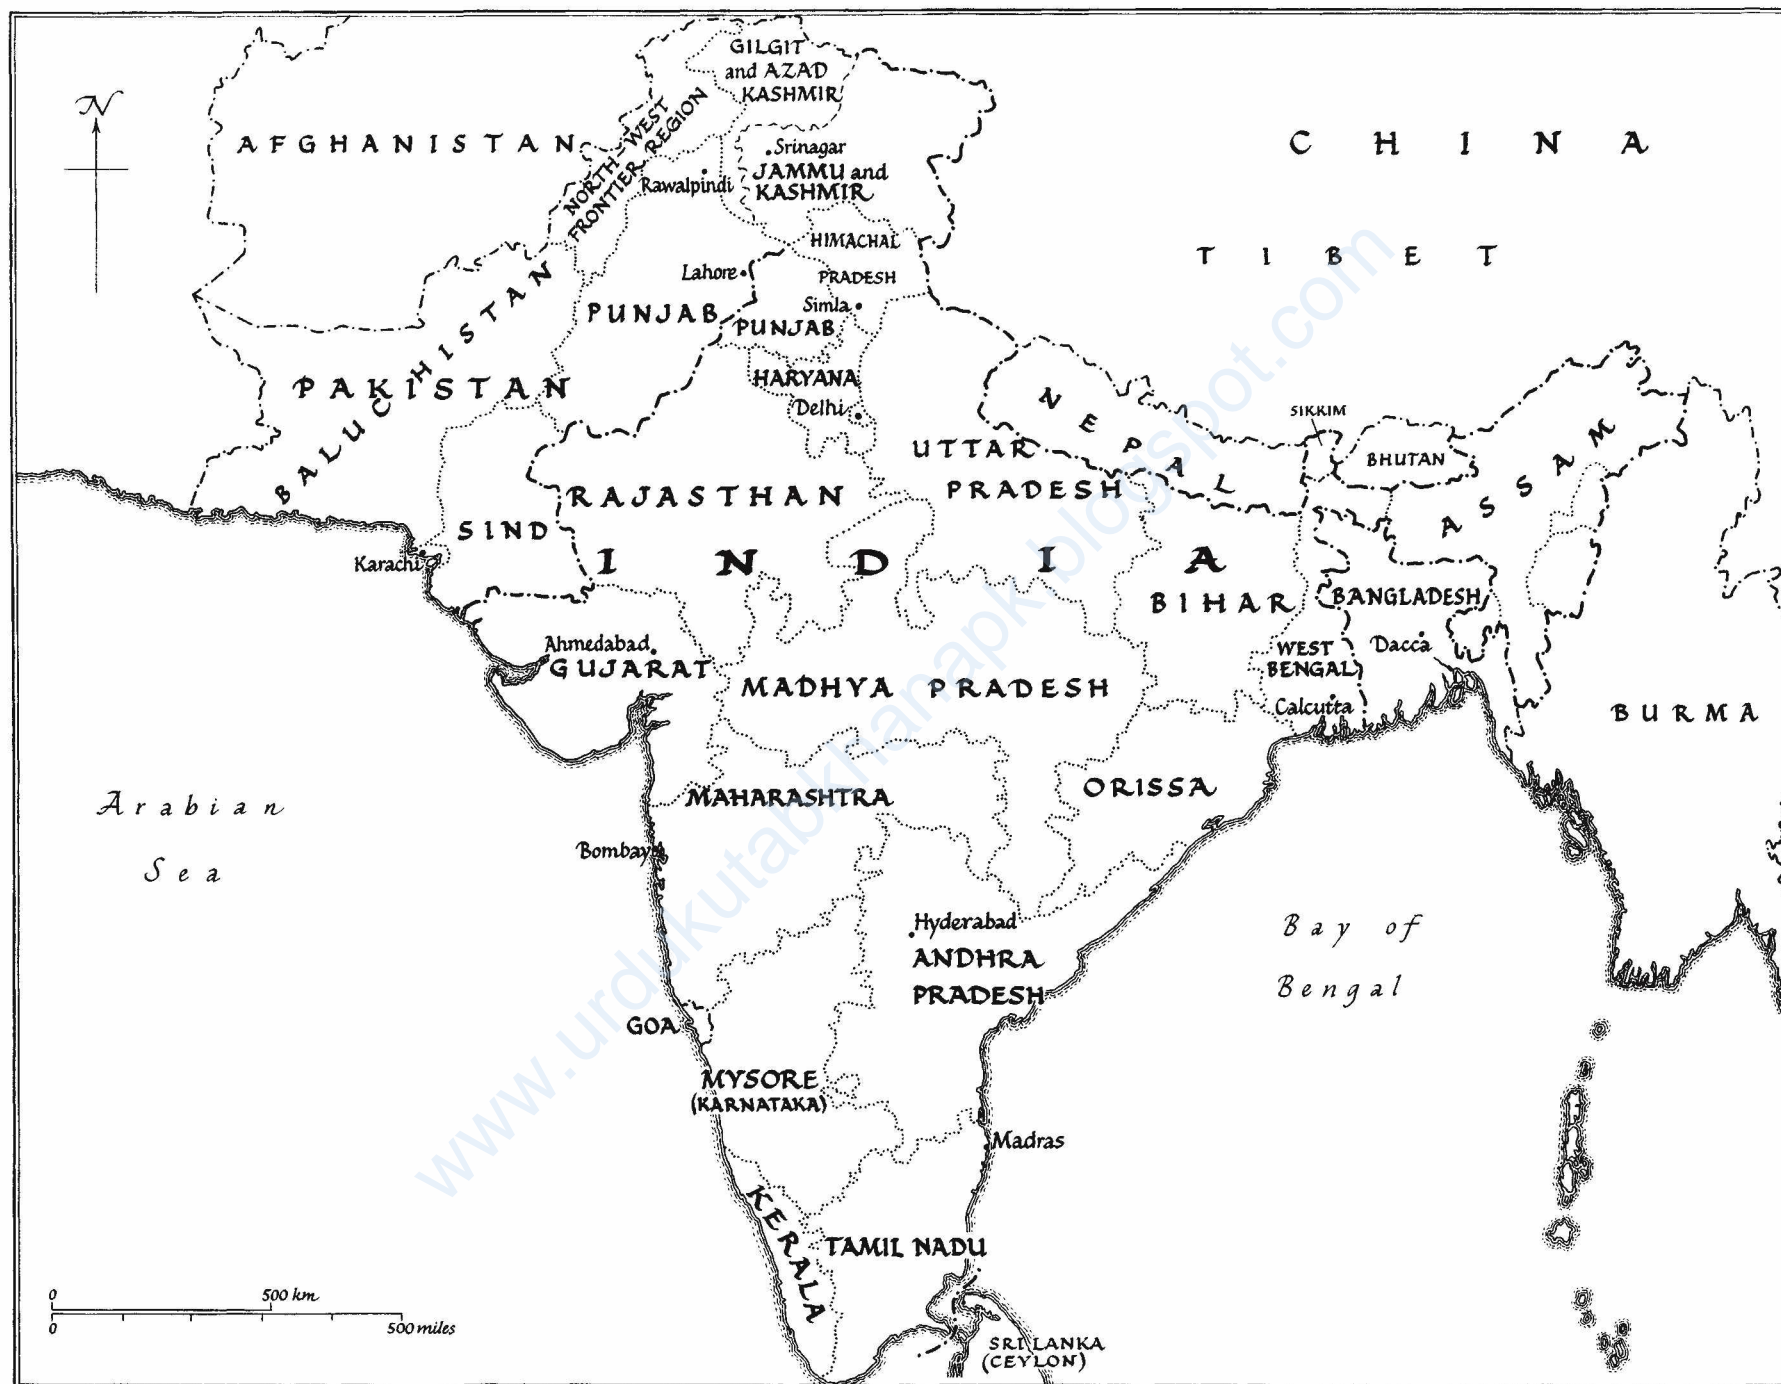 GILGIT
and AZAD
KASHMIR
N
AFGHANISTAN
NORTH-WEST
FRONTIER REGION
CHINA
Srinagar
JAMMU and
KASHMIR
Rawalpindi
HIMACHAL
PRADESH
TIBET
Lahore
Simla
PUNJAB
PUNJAB
BALUCHISTAN
PAKISTAN
HARYANA
Delhi
NEPAL
SIKKIM
BHUTAN
ASSAM
UTTAR
PRADESH
RAJASTHAN
SIND
Karachi
INDIA
BIHAR
BANGLADESH
Dacca
WEST
BENGAL
Calcutta
Ahmedabad
GUJARAT
MADHYA PRADESH
BURMA
Arabian
Sea
MAHARASHTRA
ORISSA
Bombay
Hyderabad
ANDHRA
PRADESH
Bay of
Bengal
GOA
MYSORE
(KARNATAKA)
Madras
KERALA
TAMIL NADU
0 500 km
0 500 miles
SRI LANKA
(CEYLON)
www.urdukutabkhanapk.blogspot.com